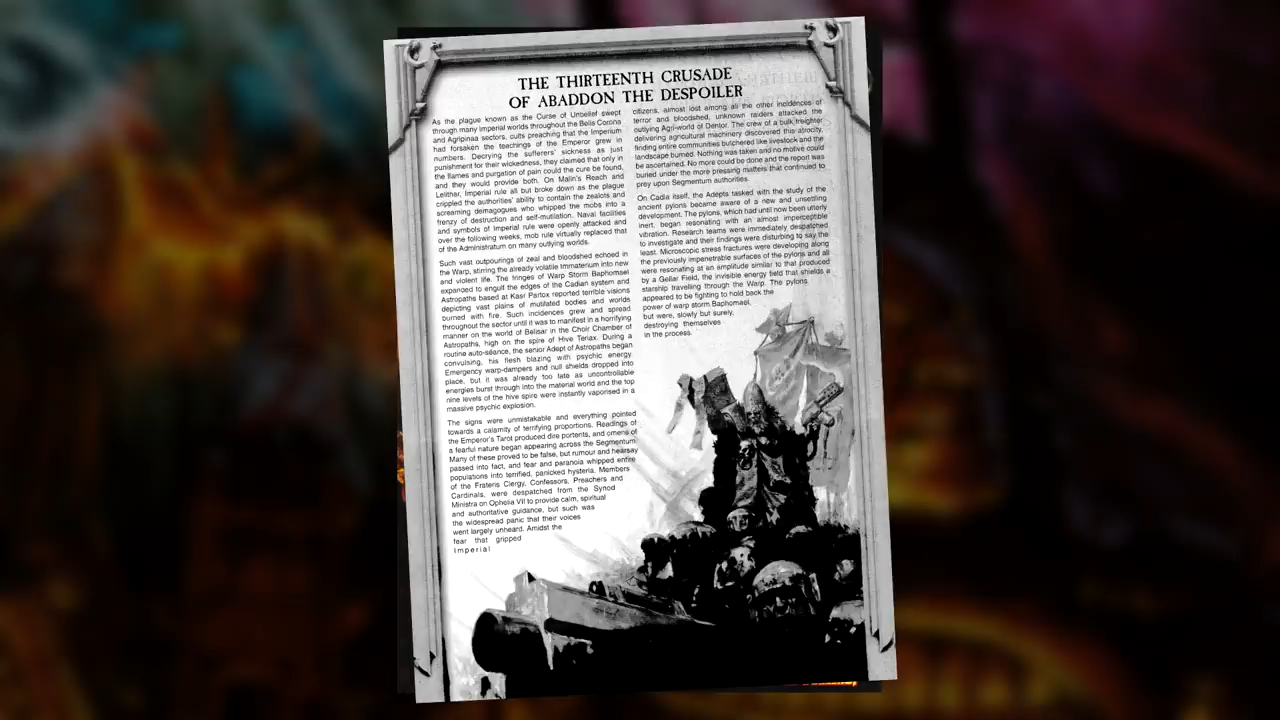 THE THIRTEENTH CRUSADE
OF ABADDON THE DESPOILER
As the plague known as the Curse of Unbelief swept
through many Imperial worlds throughout the Belis Corona
and Agripinaa sectors, cults preaching that the Imperium
had forsaken the teachings of the Emperor grew in
numbers. Decrying the sufferers' sickness as just
punishment for their wickedness, they claimed that only in
the flames and purgation of pain could the cure be found,
and they would provide both. On Malin's Reach and
Lelithar, Imperial rule all but broke down as the plague
crippled the authorities' ability to contain the zealots and
screaming demagogues who whipped the mobs into a
frenzy of destruction and self-mutilation. Naval facilities
and symbols of Imperial rule were openly attacked and
over the following weeks, mob rule virtually replaced that
of the Administratum on many outlying worlds.
Such vast outpourings of zeal and bloodshed echoed in
the Warp, stirring the already volatile Immaterium into new
and violent life. The fringes of Warp Storm Baphomael
expanded to engulf the edges of the Cadian system and
Astropaths based at Kasr Partox reported terrible visions
depicting vast plains of mutilated bodies and worlds
burned with fire. Such incidences grew and spread
throughout the sector until it was to manifest in a horrifying
manner on the world of Belisar in the Choir Chamber of
Astropaths, high on the spire of Hive Teriax. During a
routine auto-séance, the senior Adept of Astropaths began
convulsing, his flesh blazing with psychic energy.
Emergency warp-dampers and null shields dropped into
place, but it was already too late as uncontrollable
energies burst through into the material world and the top
nine levels of the hive spire were instantly vaporised in a
massive psychic explosion.
The signs were unmistakable and everything pointed
towards a calamity of terrifying proportions. Readings of
the Emperor's Tarot produced dire portents, and omens of
a fearful nature began appearing across the Segmentum.
Many of these proved to be false, but rumour and hearsay
passed into fact, and fear and paranoia whipped entire
populations into terrified, panicked hysteria. Members
of the Frateris Clergy, Confessors, Preachers and
Cardinals, were despatched from the Synod
Ministra on Ophelia VII to provide calm, spiritual
and authoritative guidance, but such was
the widespread panic that their voices
went largely unheard. Amidst the
fear that gripped
Imperial
citizens, almost lost among all the other incidences of
terror and bloodshed, unknown raiders attacked the
outlying Agri-world of Dentor. The crew of a bulk freighter
delivering agricultural machinery discovered this atrocity,
finding entire communities butchered like livestock and the
landscape burned. Nothing was taken and no motive could
be ascertained. No more could be done and the report was
buried under the more pressing matters that continued to
prey upon Segmentum authorities.
On Cadia itself, the Adepts tasked with the study of the
ancient pylons became aware of a new and unsettling
development. The pylons, which had until now been utterly
inert, began resonating with an almost imperceptible
vibration. Research teams were immediately despatched
to investigate and their findings were disturbing to say the
least. Microscopic stress fractures were developing along
the previously impenetrable surfaces of the pylons and all
were resonating at an amplitude similar to that produced
by a Gellar Field, the invisible energy field that shields a
starship travelling through the Warp. The pylons
appeared to be fighting to hold back the
power of warp storm Baphomael,
but were, slowly but surely,
destroying themselves
in the process.